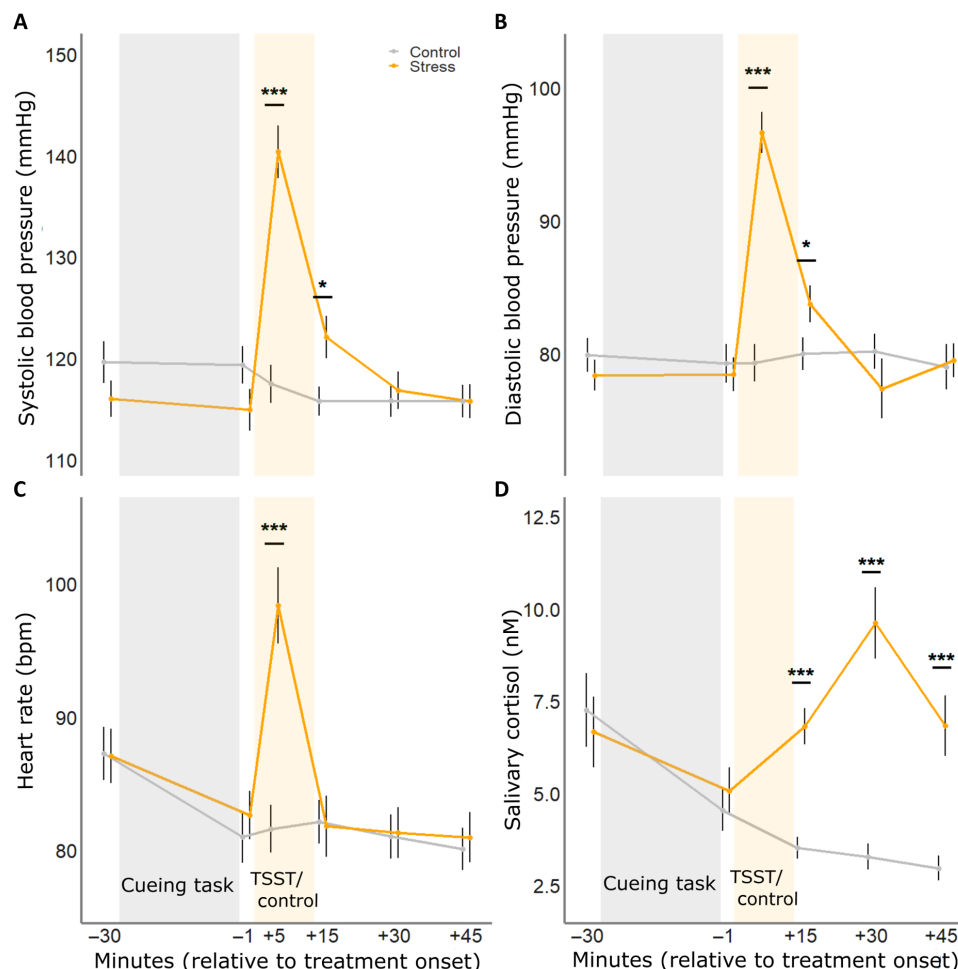 A
Systolic blood pressure (mmHg)
150
140
130
120
110
Control
Stress
***
*
B
Diastolic blood pressure (mmHg)
100
90
80
***
*
C
Heart rate (bpm)
100
90
80
***
Cueing task
TSST/
control
–30
–1
+5
+15
+30
+45
Minutes (relative to treatment onset)
D
Salivary cortisol (nM)
12.5
10.0
7.5
5.0
2.5
***
***
***
Cueing task
TSST/
control
–30
–1
+15
+30
+45
Minutes (relative to treatment onset)